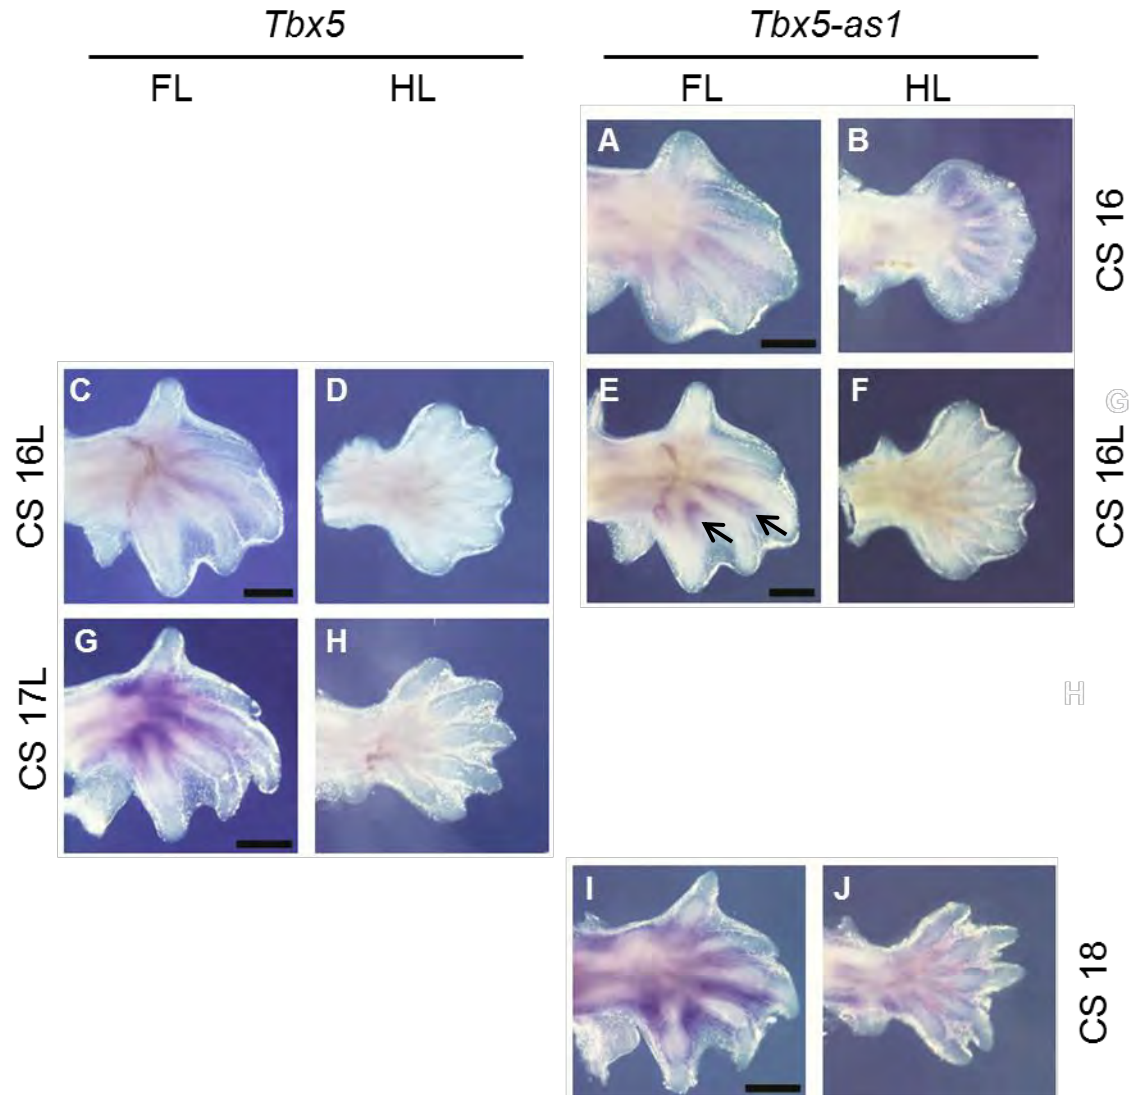 Tbx5 Tbx5-as1
FL HL FL HL
A B
CS 16
C D E F
CS 16L
CS 16L
G
G H
CS 17L
H
I J
CS 18